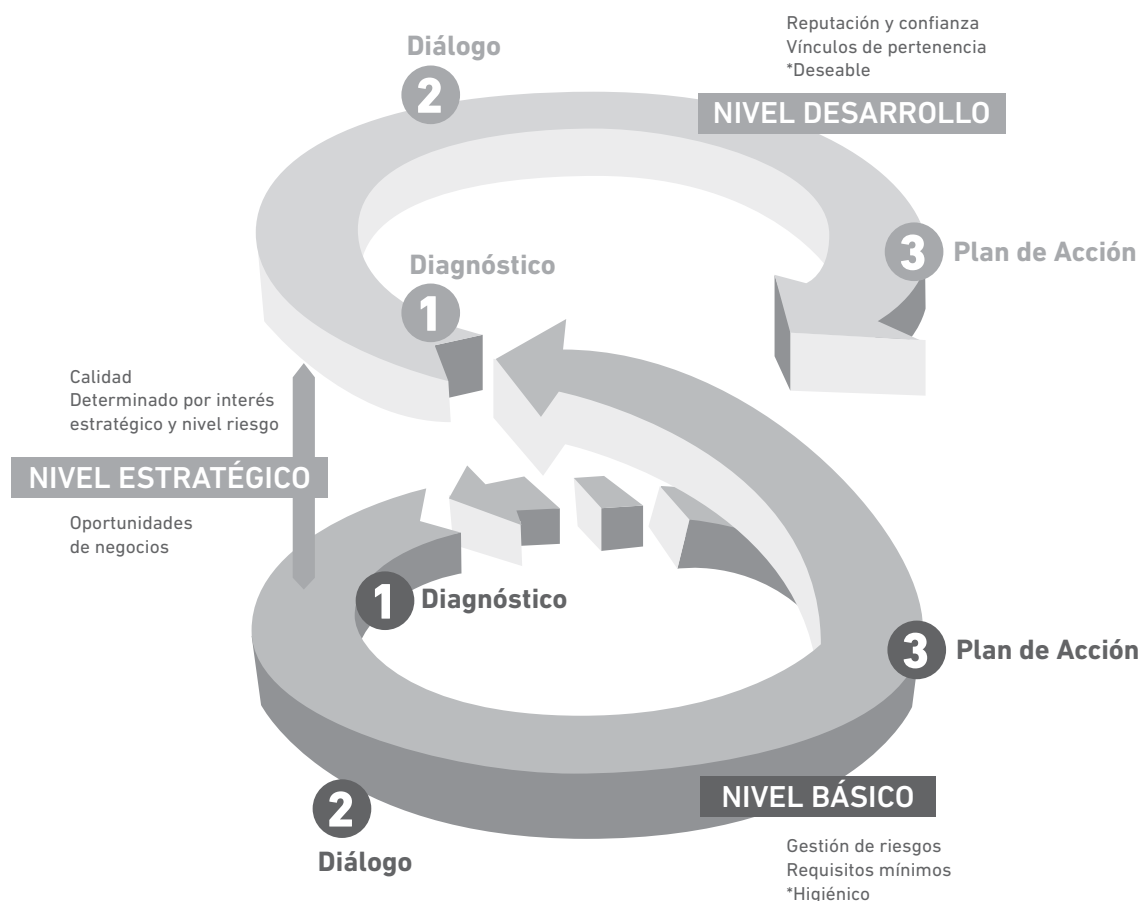 Reputación y confianza
Vínculos de pertenencia
*Deseable
NIVEL DESARROLLO
Diálogo
2
3
Plan de Acción
Diagnóstico
1
Calidad
Determinado por interés
estratégico y nivel riesgo
NIVEL ESTRATÉGICO
Oportunidades
de negocios
1
Diagnóstico
3
Plan de Acción
2
Diálogo
NIVEL BÁSICO
Gestión de riesgos
Requisitos mínimos
*Higiénico